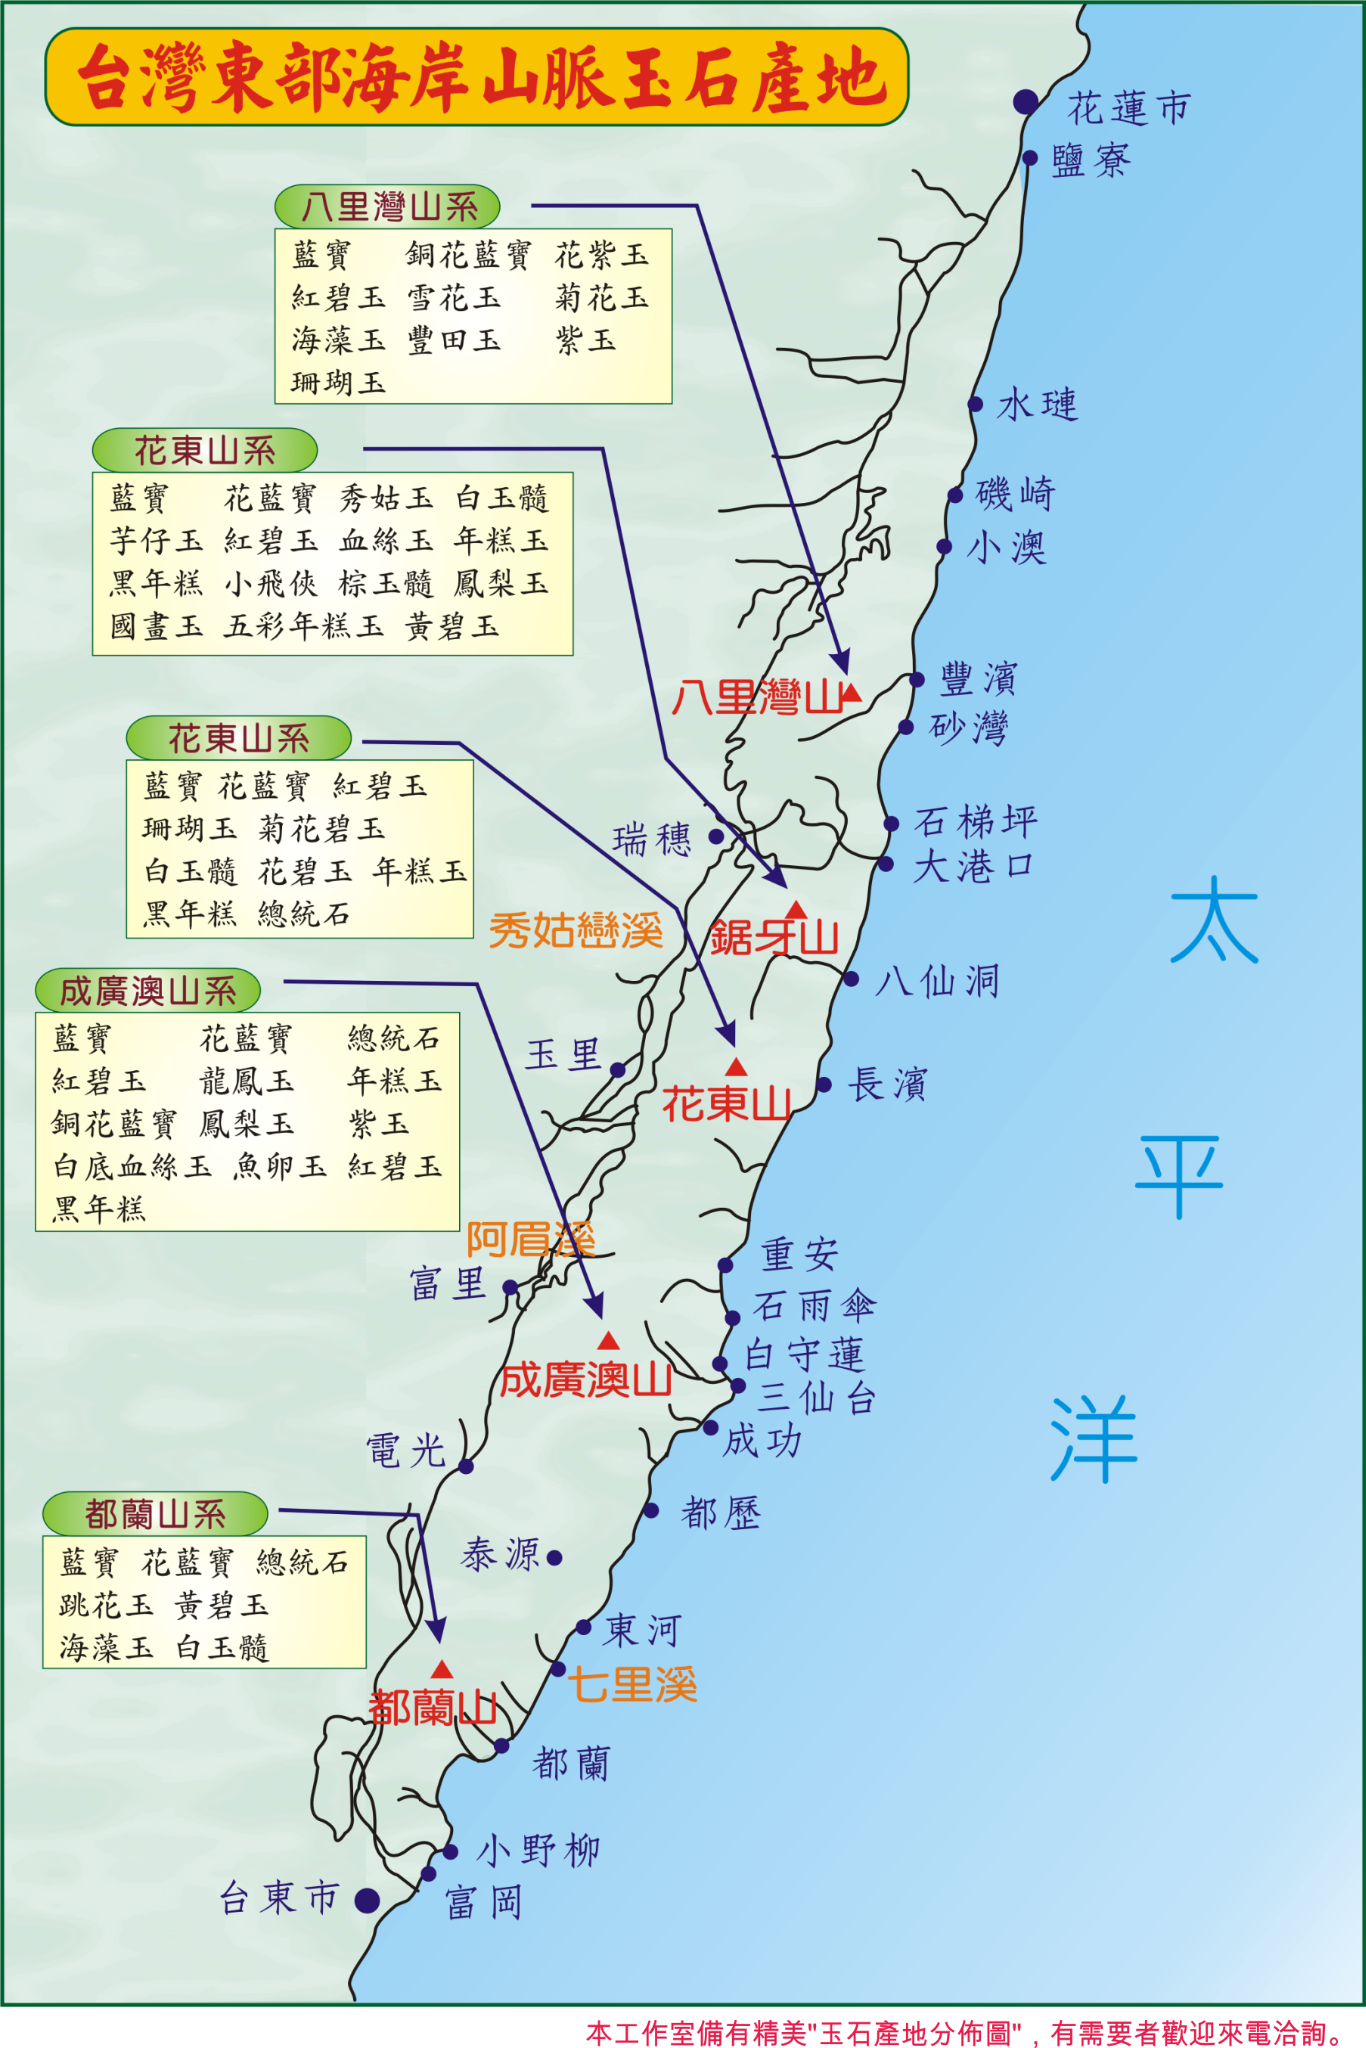 台灣東部海岸山脈玉石產地
花蓮市
鹽寮
八里灣山系
藍寶 銅花藍寶 花紫玉
紅碧玉 雪花玉 菊花玉
海藻玉 豐田玉 紫玉
珊瑚玉
水璉
花東山系
藍寶 花藍寶 秀姑玉 白玉髓
芋仔玉 紅碧玉 血絲玉 年糕玉
黑年糕 小飛俠 棕玉髓 鳳梨玉
國畫玉 五彩年糕玉 黃碧玉
磯崎
小澳
八里灣山
豐濱
砂灣
花東山系
藍寶 花藍寶 紅碧玉
珊瑚玉 菊花碧玉
白玉髓 花碧玉 年糕玉
黑年糕 總統石
瑞穗
石梯坪
大港口
秀姑巒溪
鋸牙山
八仙洞
太
平
洋
成廣澳山系
藍寶 花藍寶 總統石
紅碧玉 龍鳳玉 年糕玉
銅花藍寶 鳳梨玉 紫玉
白底血絲玉 魚卵玉 紅碧玉
黑年糕
玉里
花東山
長濱
阿眉溪
富里
重安
石雨傘
白守蓮
三仙台
成廣澳山
成功
電光
都蘭山系
藍寶 花藍寶 總統石
跳花玉 黃碧玉
海藻玉 白玉髓
都歷
泰源
東河
七里溪
都蘭山
都蘭
小野柳
台東市
富岡
本工作室備有精美"玉石產地分佈圖"，有需要者歡迎來電洽詢。